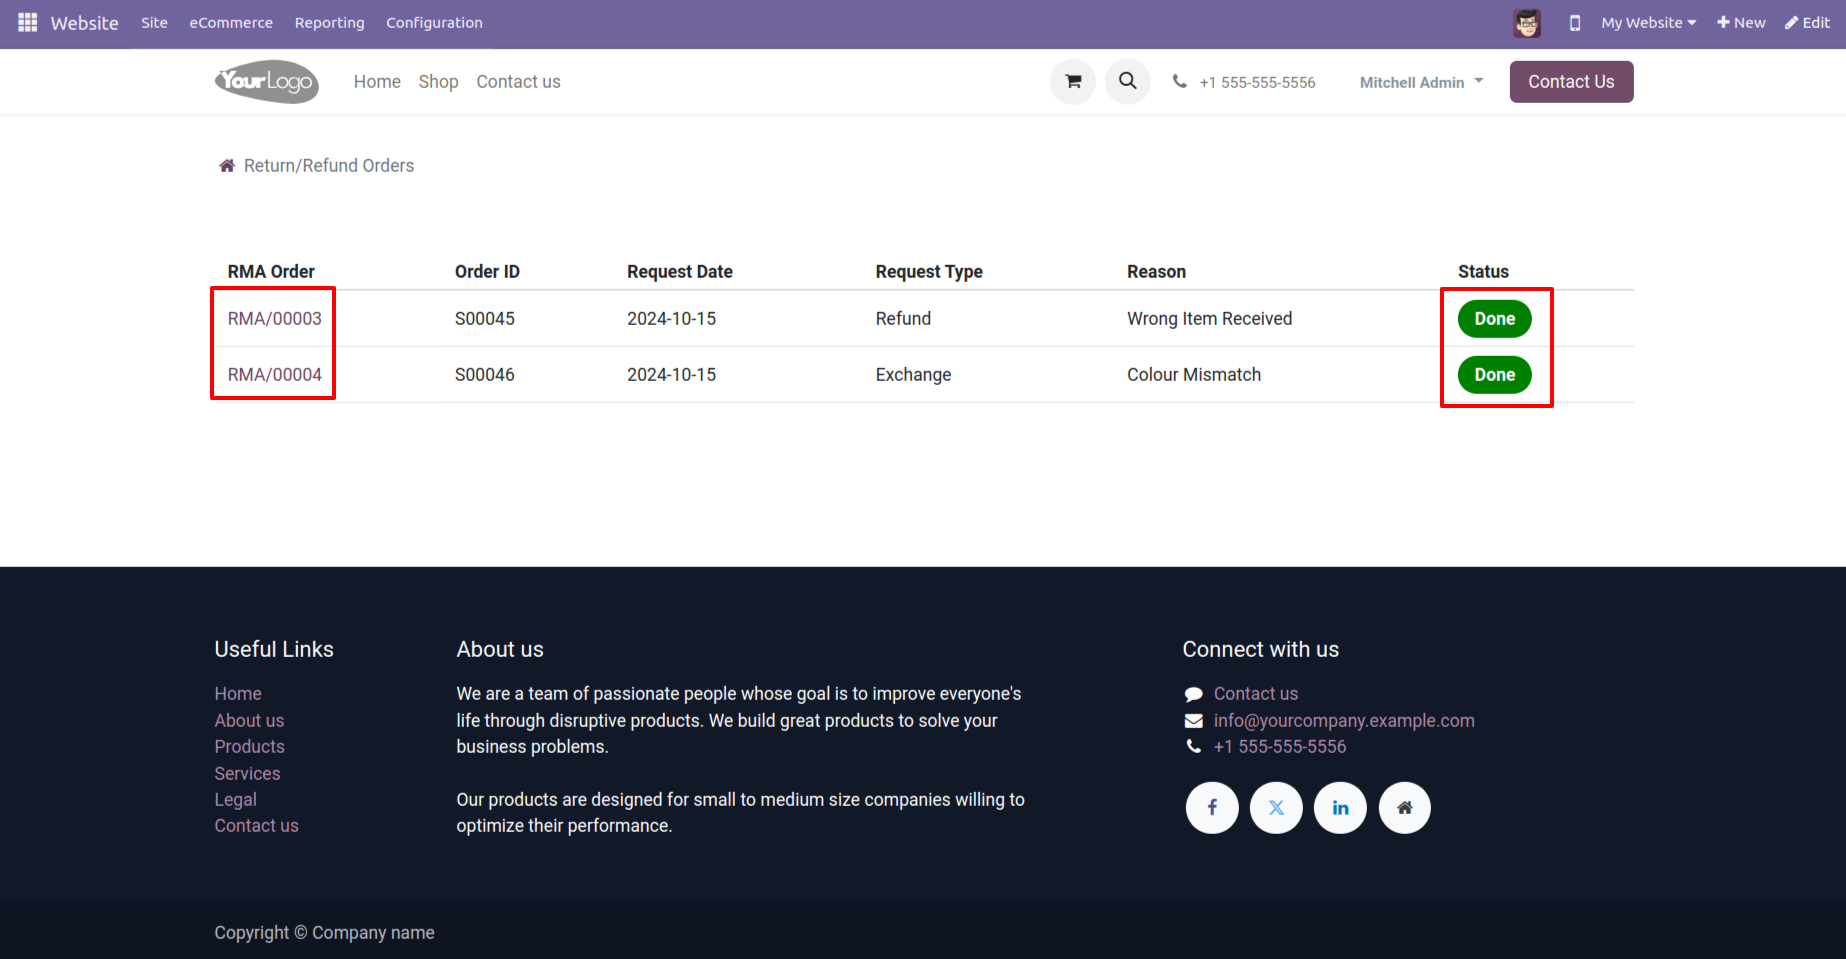 Website Site eCommerce Reporting Configuration My Website New Edit
YourLogo Home Shop Contact us +1 555-555-5556 Mitchell Admin Contact Us
Return/Refund Orders
RMA Order Order ID Request Date Request Type Reason Status
RMA/00003 S00045 2024-10-15 Refund Wrong Item Received Done
RMA/00004 S00046 2024-10-15 Exchange Colour Mismatch Done
Useful Links
Home
About us
Products
Services
Legal
Contact us
About us
We are a team of passionate people whose goal is to improve everyone's
life through disruptive products. We build great products to solve your
business problems.
Our products are designed for small to medium size companies willing to
optimize their performance.
Connect with us
Contact us
info@yourcompany.example.com
+1 555-555-5556
Copyright © Company name